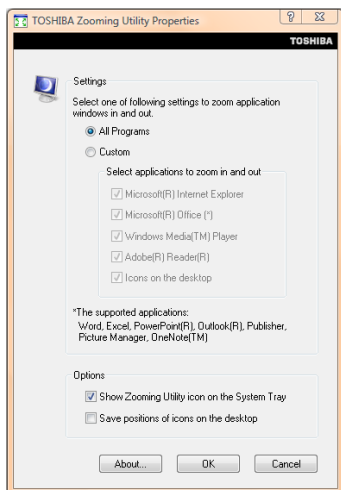 TOSHIBA Zooming Utility Properties
TOSHIBA
Settings
Select one of following settings to zoom application
windows in and out.
All Programs
Custom
Select applications to zoom in and out
Microsoft(R) Internet Explorer
Microsoft(R) Office (*)
Windows Media(TM) Player
Adobe(R) Reader(R)
Icons on the desktop
*The supported applications:
Word, Excel, PowerPoint(R), Outlook(R), Publisher,
Picture Manager, OneNote(TM)
Options
Show Zooming Utility icon on the System Tray
Save positions of icons on the desktop
About... OK Cancel